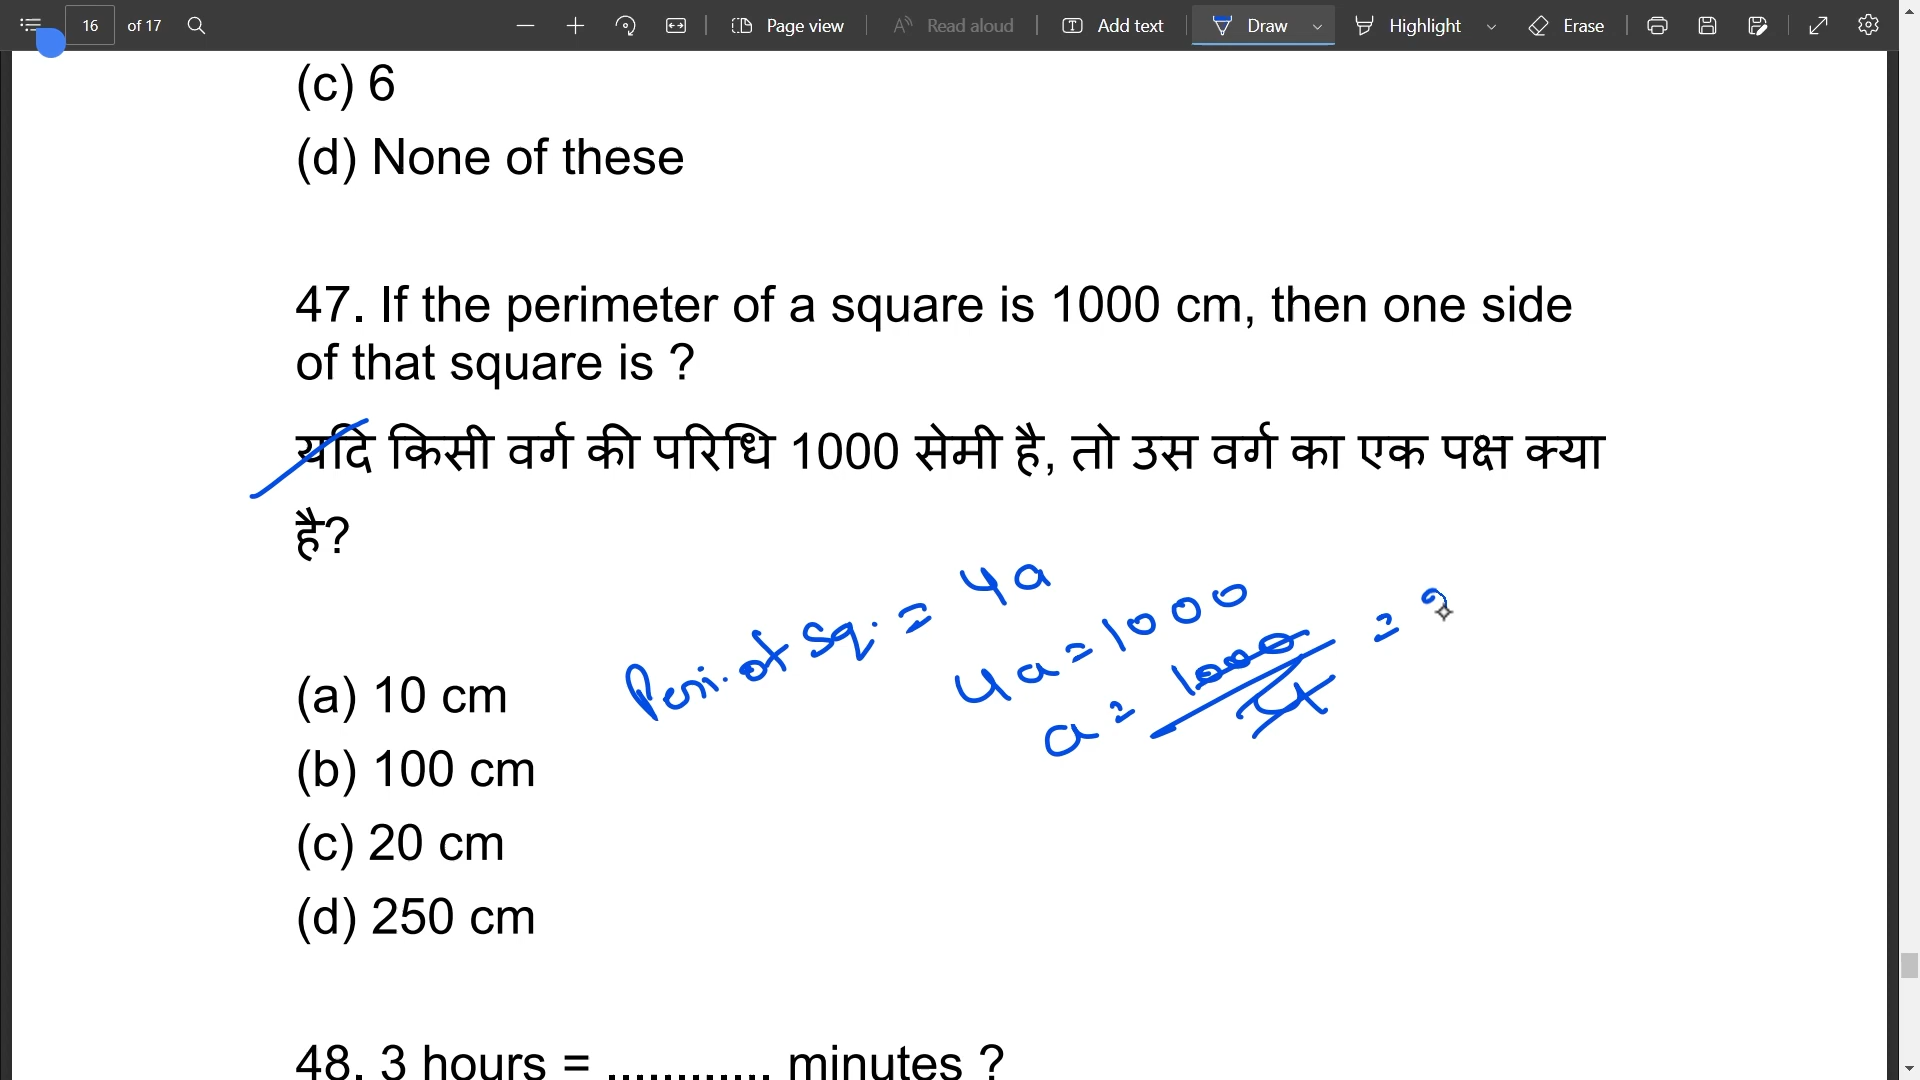 16 of 17 Page view Read aloud Add text Draw Highlight Erase
(c) 6
(d) None of these
47. If the perimeter of a square is 1000 cm, then one side
of that square is ?
यदि किसी वर्ग की परिधि 1000 सेमी है, तो उस वर्ग का एक पक्ष क्या
है?
Peri. of Sq. = 4a
4a = 1000
a = 1000/4 =
(a) 10 cm
(b) 100 cm
(c) 20 cm
(d) 250 cm
48. 3 hours = ............ minutes ?